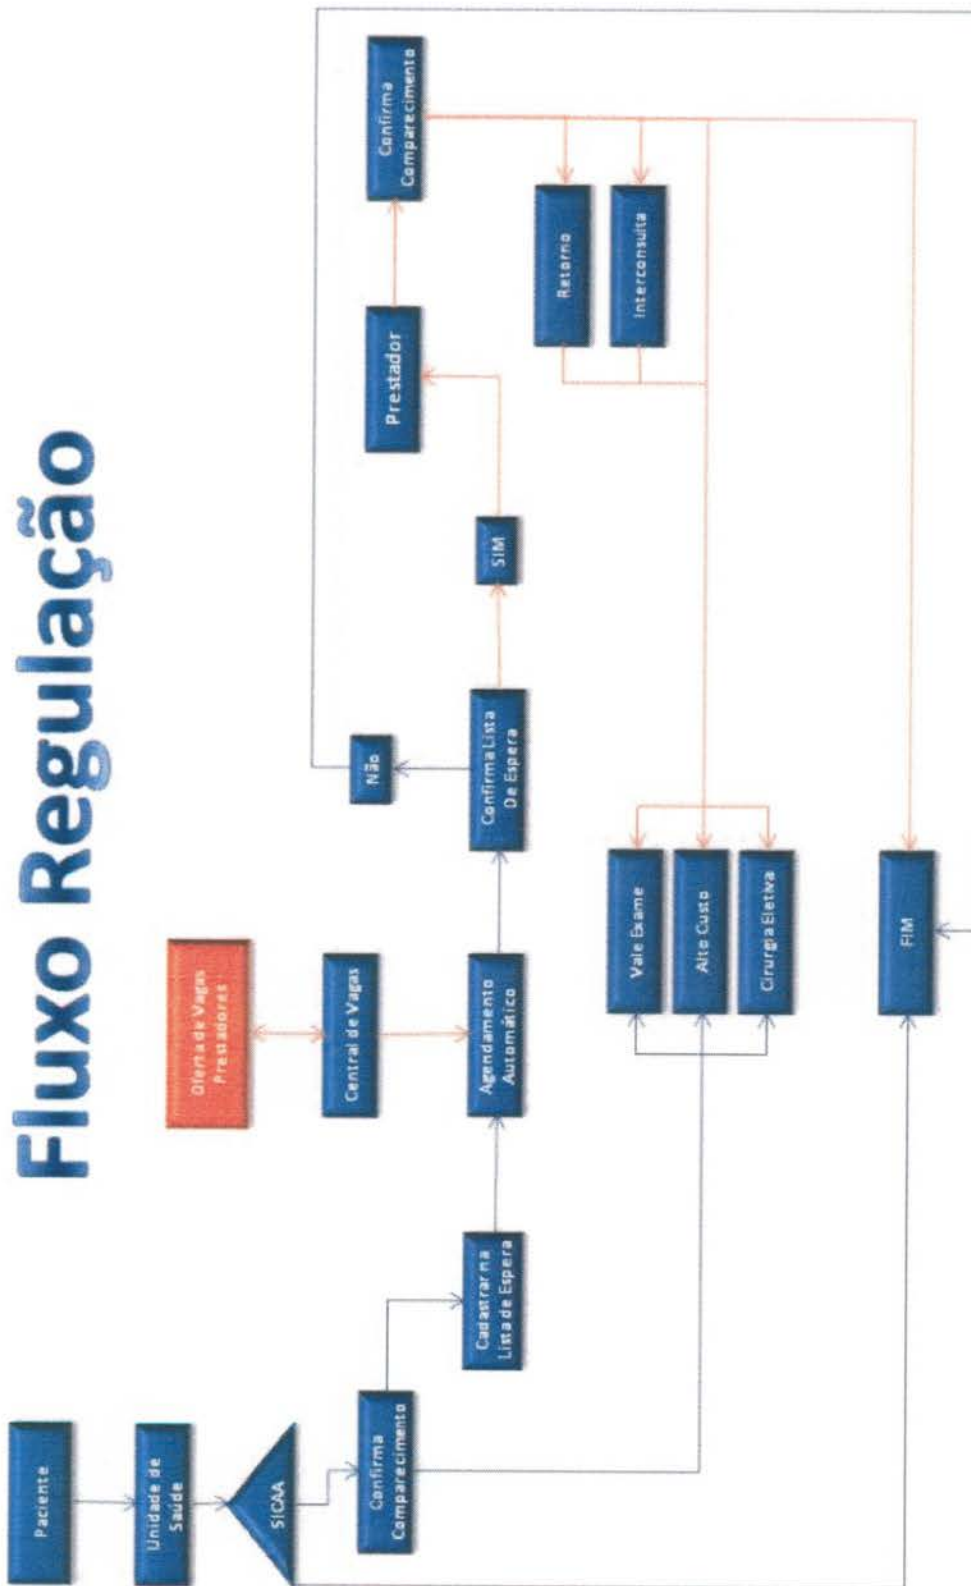 Fluxo Regulação
Paciente
Unidade de
Saúde
SICAA
Confirma
Comparecimento
Cadastrar na
Lista de Espera
Oferta de Vagas
Prestadores
Central de Vagas
Agendamento
Automático
Confirma Lista
De Espera
Não
SIM
Prestador
Confirma
Comparecimento
Retorno
Interconsulta
Vale Exame
Alto Custo
Cirurgia Eletiva
FIM